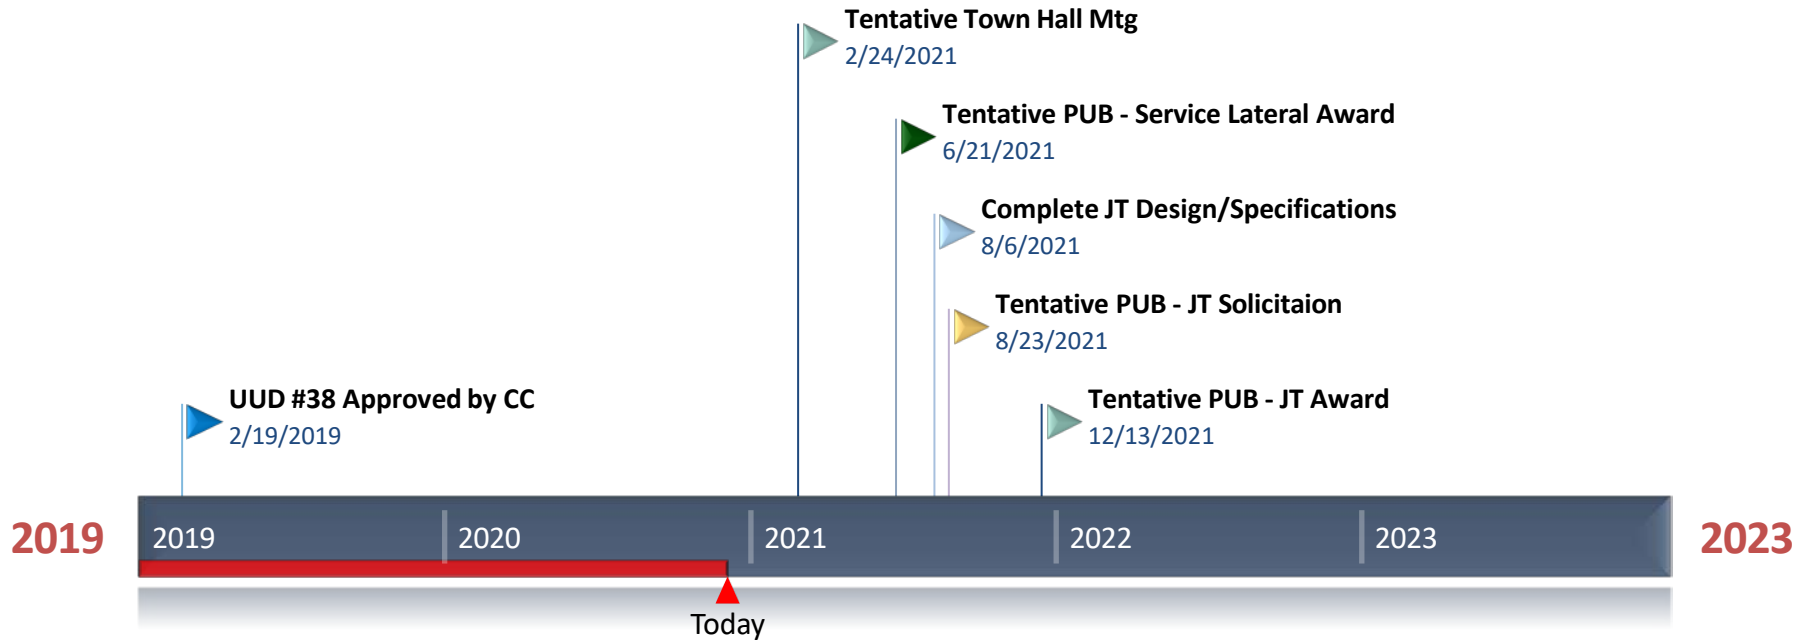 Tentative Town Hall Mtg
2/24/2021
Tentative PUB - Service Lateral Award
6/21/2021
Complete JT Design/Specifications
8/6/2021
Tentative PUB - JT Solicitaion
8/23/2021
UUD #38 Approved by CC
2/19/2019
Tentative PUB - JT Award
12/13/2021
2019
2019
2020
2021
2022
2023
2023
Today